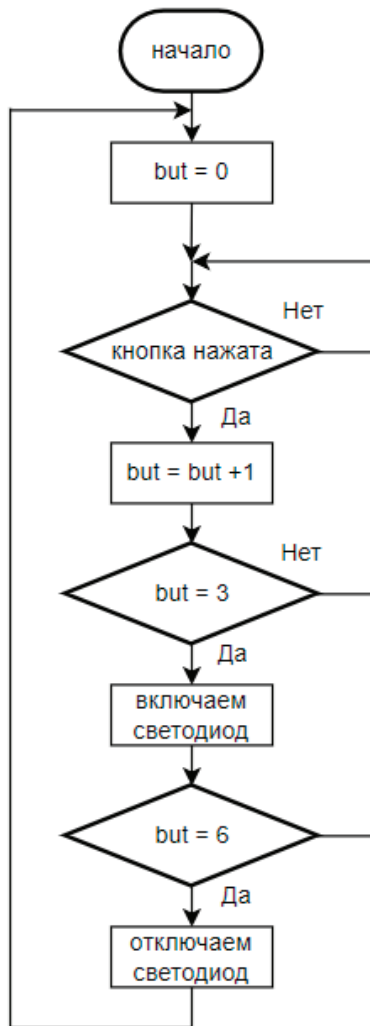 начало
but = 0
Нет
кнопка нажата
Да
but = but +1
Нет
but = 3
Да
включаем
светодиод
but = 6
Да
отключаем
светодиод